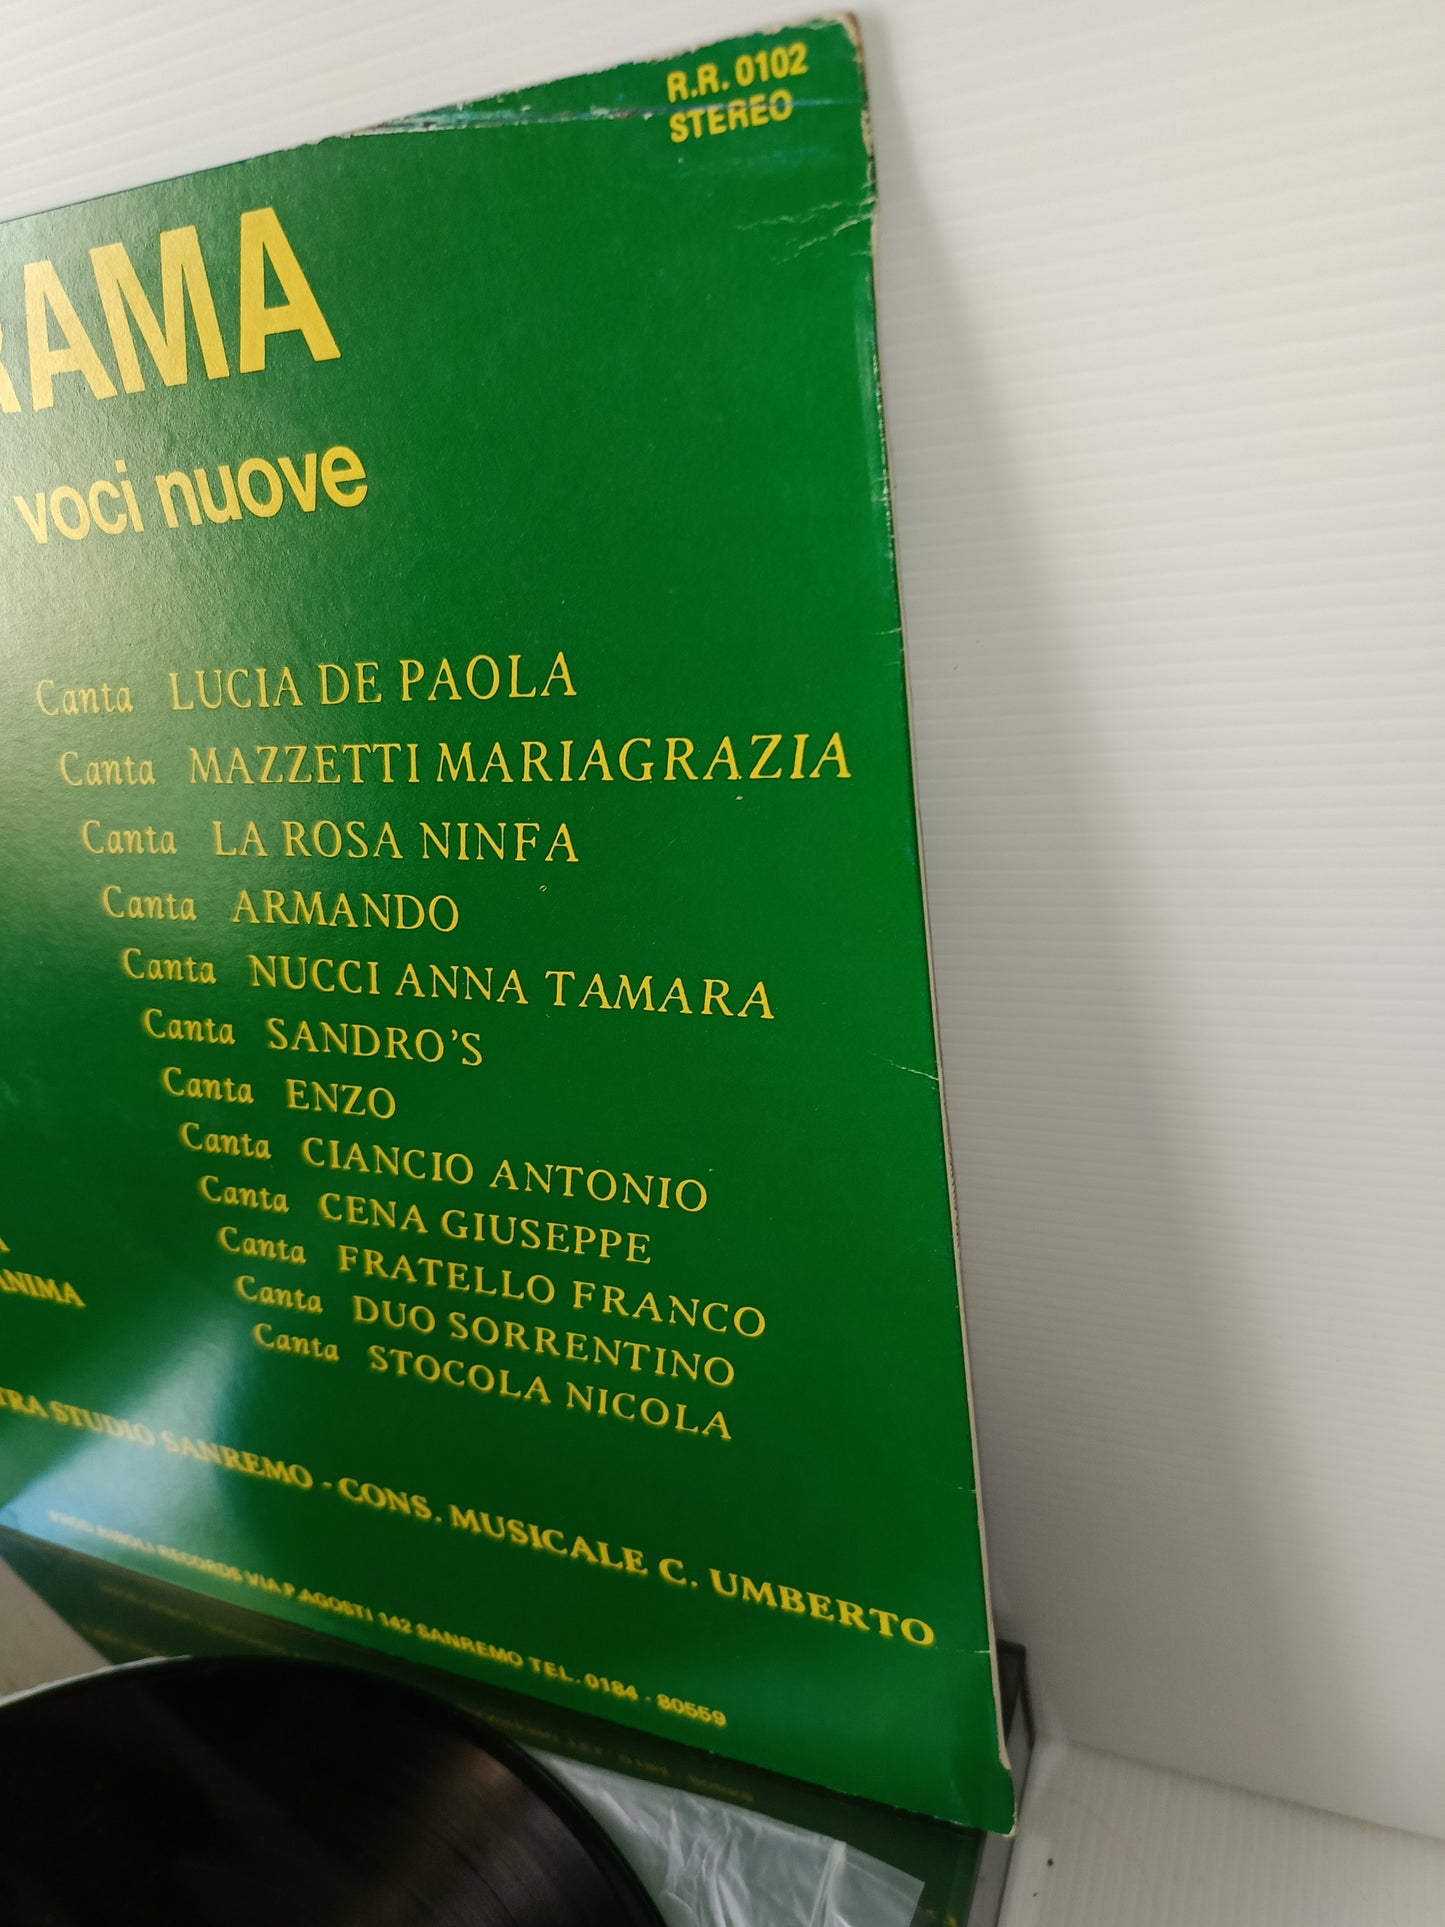 R.R. 0102
STEREO
RAMA
voci nuove
Canta LUCIA DE PAOLA
Canta MAZZETTI MARIAGRAZIA
Canta LA ROSA NINFA
Canta ARMANDO
Canta NUCCI ANNA TAMARA
Canta SANDRO'S
Canta ENZO
Canta CIANCIO ANTONIO
Canta CENA GIUSEPPE
Canta FRATELLO FRANCO
Canta DUO SORRENTINO
Canta STOCOLA NICOLA
ANIMA
TRA STUDIO SANREMO - CONS. MUSICALE C. UMBERTO
RECORDS VIA P. AGOSTI 142 SANREMO TEL. 0184 - 80559